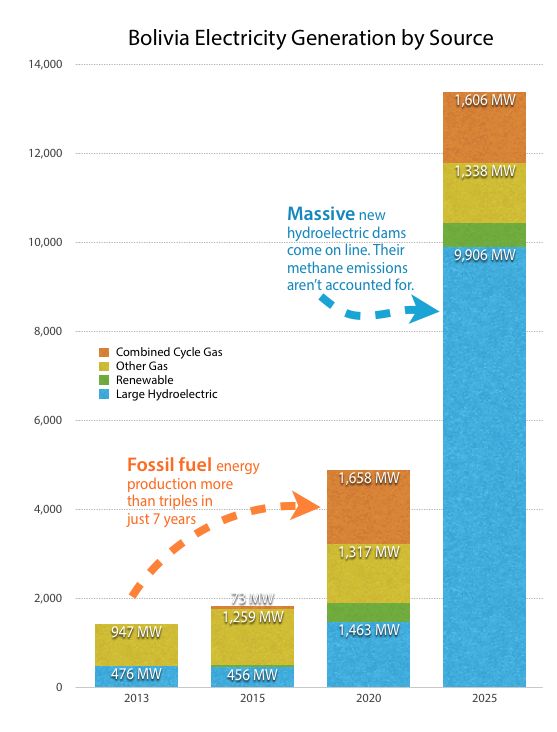 Bolivia Electricity Generation by Source
14,000
12,000
10,000
8,000
6,000
4,000
2,000
0
1,606 MW
1,338 MW
9,906 MW
Massive new
hydroelectric dams
come on line. Their
methane emissions
aren't accounted for.
Combined Cycle Gas
Other Gas
Renewable
Large Hydroelectric
Fossil fuel energy
production more
than triples in
just 7 years
1,658 MW
1,317 MW
1,463 MW
73 MW
1,259 MW
456 MW
947 MW
476 MW
2013
2015
2020
2025